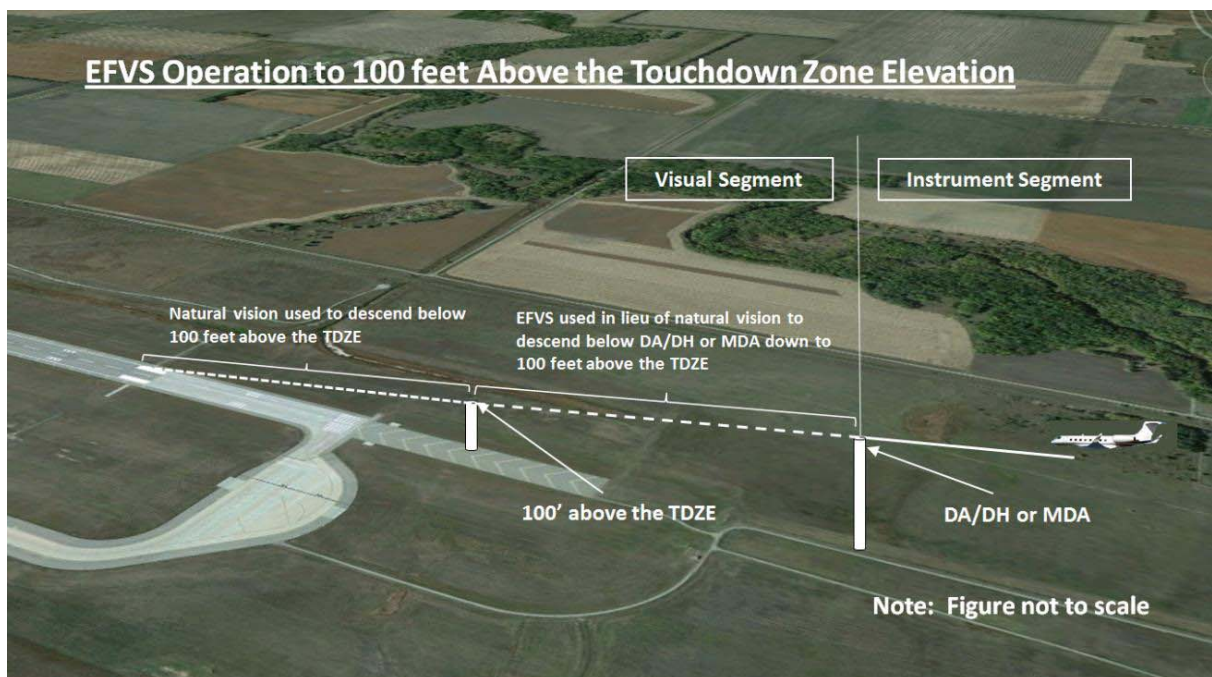 EFVS Operation to 100 feet Above the Touchdown Zone Elevation
Visual Segment
Instrument Segment
Natural vision used to descend below
100 feet above the TDZE
EFVS used in lieu of natural vision to
descend below DA/DH or MDA down to
100 feet above the TDZE
100’ above the TDZE
DA/DH or MDA
Note:  Figure not to scale